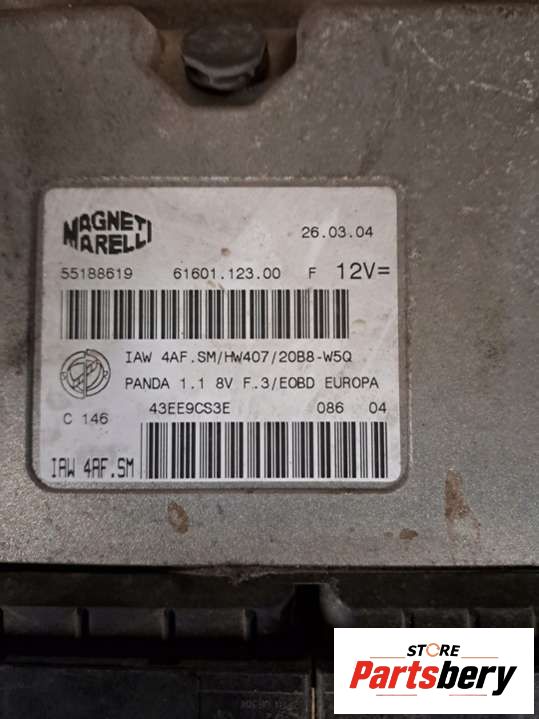 MAGNETI
MARELLI
26.03.04
55188619 61601.123.00 F 12V=
IAW 4AF.SM/HW407/20B8-W5Q
PANDA 1.1 8V F.3/EOBD EUROPA
C 146
43EE9CS3E 086 04
IAW 4AF.SM
STORE
Partsbery